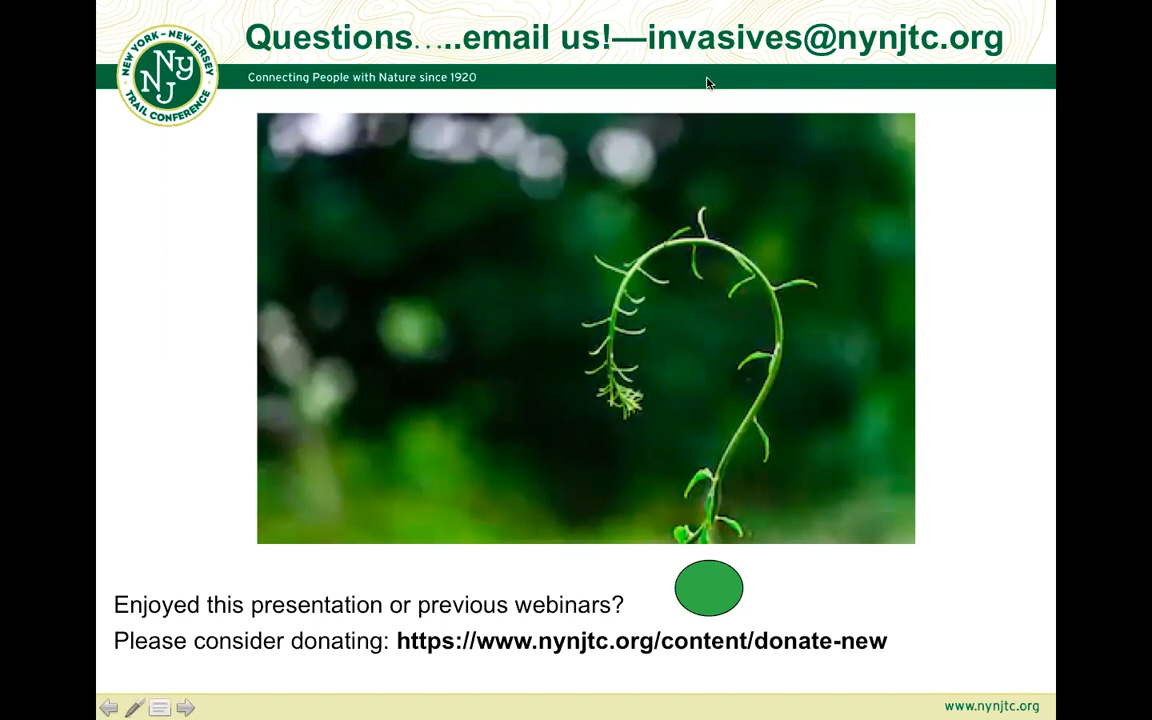 Questions…..email us!—invasives@nynjtc.org
NEW YORK - NEW JERSEY
NY
NJ
TRAIL CONFERENCE
Connecting People with Nature since 1920
Enjoyed this presentation or previous webinars?
Please consider donating: https://www.nynjtc.org/content/donate-new
www.nynjtc.org